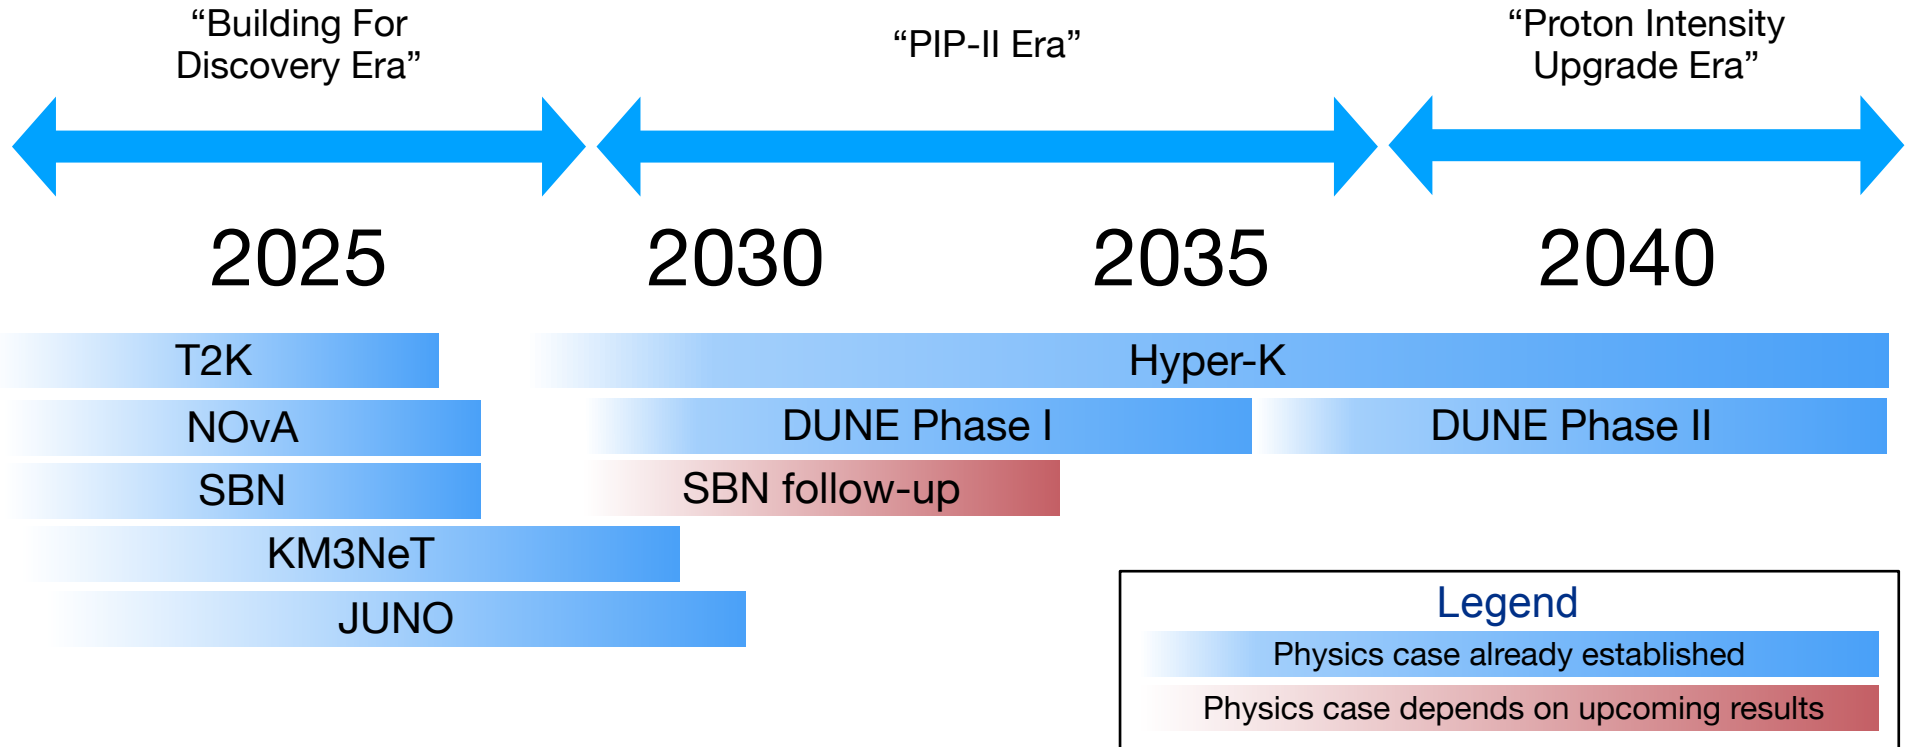 “Building For
Discovery Era”
“PIP-II Era”
“Proton Intensity
Upgrade Era”
2025
2030
2035
2040
T2K
Hyper-K
NOvA
DUNE Phase I
DUNE Phase II
SBN
SBN follow-up
KM3NeT
JUNO
Legend
Physics case already established
Physics case depends on upcoming results